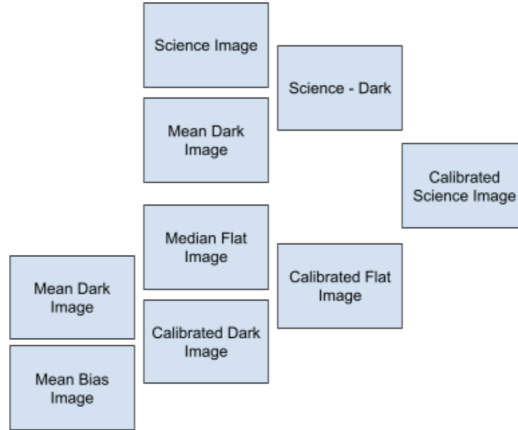 Science Image
Science - Dark
Mean Dark
Image
Calibrated
Science Image
Median Flat
Image
Calibrated Flat
Image
Mean Dark
Image
Calibrated Dark
Image
Mean Bias
Image